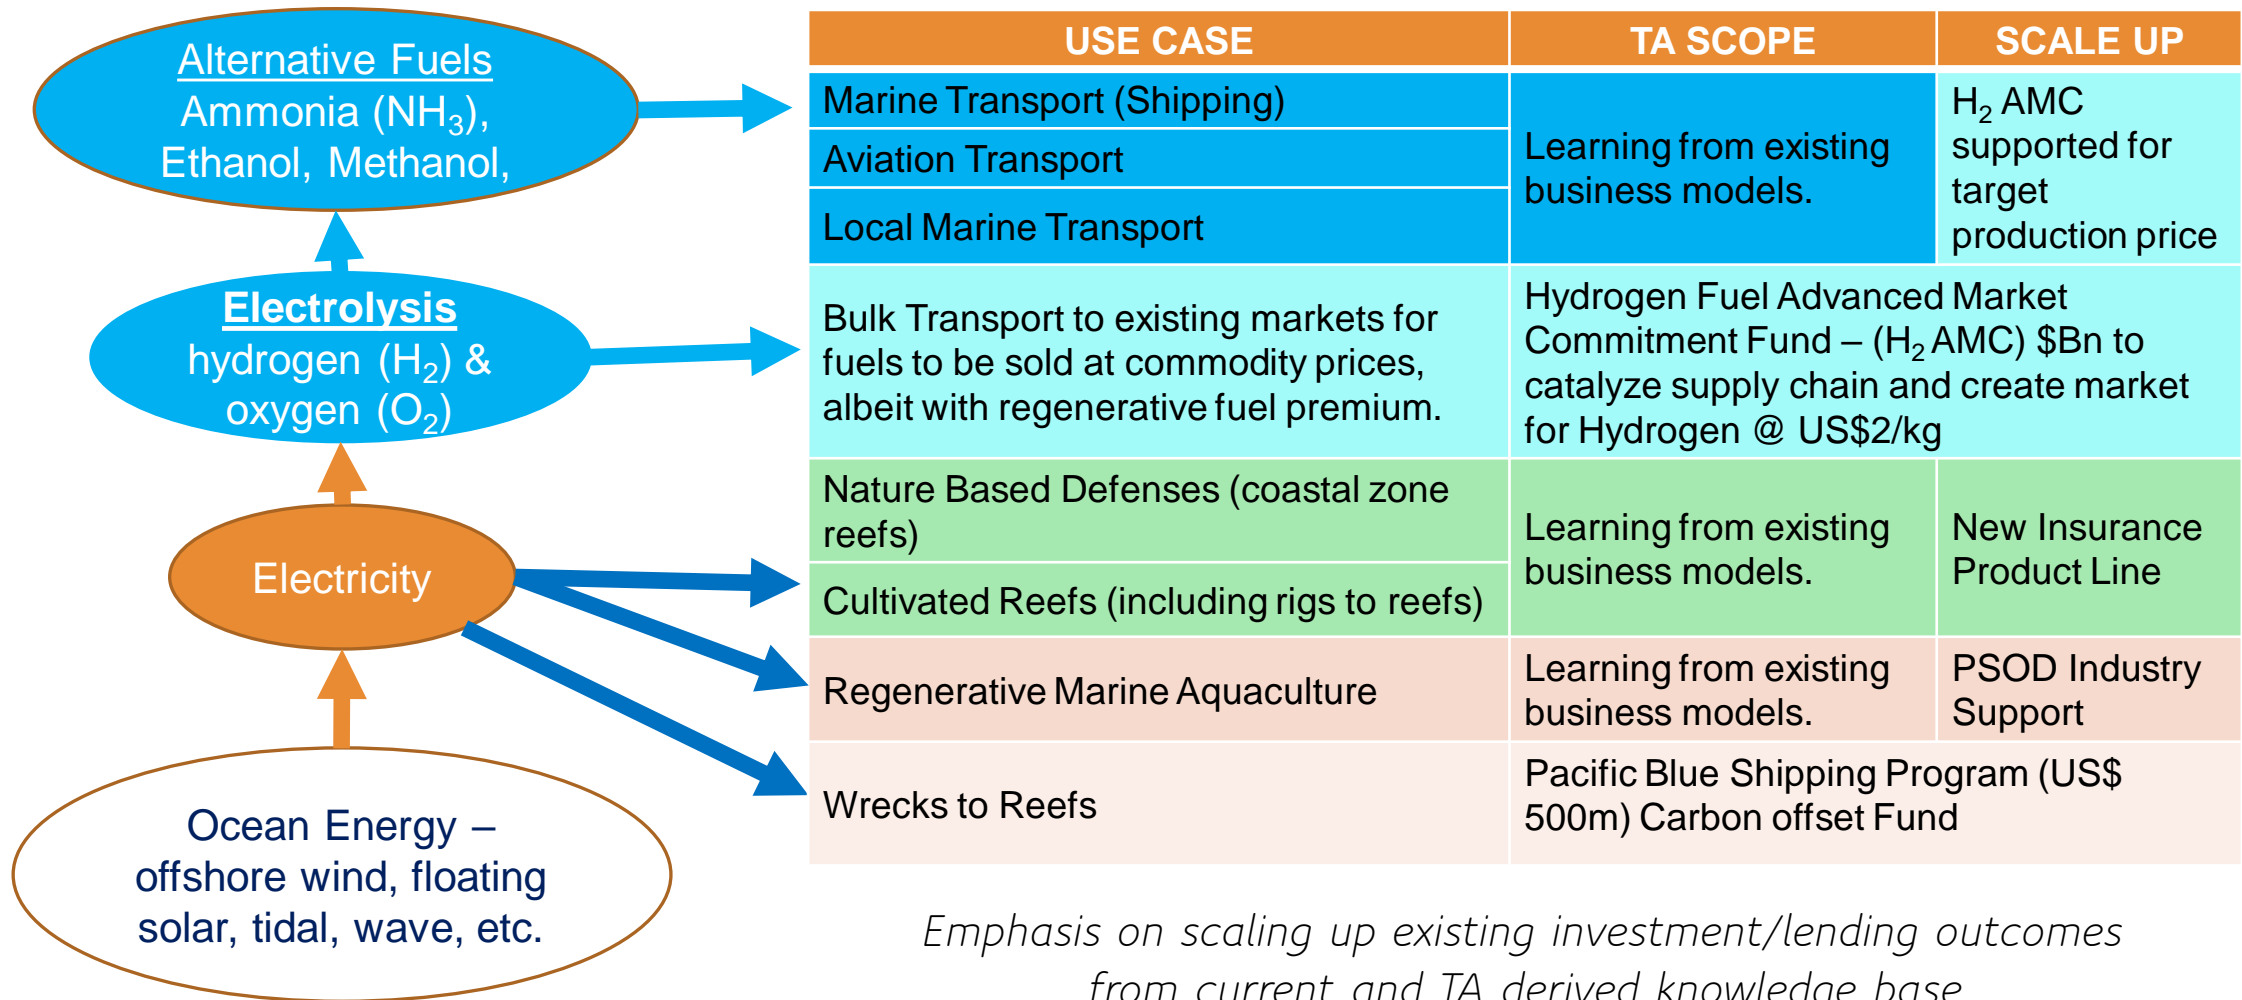 Alternative Fuels
Ammonia (NH₃),
Ethanol, Methanol,
Electrolysis
hydrogen (H₂) &
oxygen (O₂)
Electricity
Ocean Energy –
offshore wind, floating
solar, tidal, wave, etc.
USE CASE
TA SCOPE
SCALE UP
Marine Transport (Shipping)
Aviation Transport
Local Marine Transport
Learning from existing
business models.
H₂ AMC
supported for
target
production price
Bulk Transport to existing markets for
fuels to be sold at commodity prices,
albeit with regenerative fuel premium.
Hydrogen Fuel Advanced Market
Commitment Fund – (H₂ AMC) $Bn to
catalyze supply chain and create market
for Hydrogen @ US$2/kg
Nature Based Defenses (coastal zone
reefs)
Cultivated Reefs (including rigs to reefs)
Learning from existing
business models.
New Insurance
Product Line
Regenerative Marine Aquaculture
Learning from existing
business models.
PSOD Industry
Support
Wrecks to Reefs
Pacific Blue Shipping Program (US$
500m) Carbon offset Fund
Emphasis on scaling up existing investment/lending outcomes
from current and TA derived knowledge base